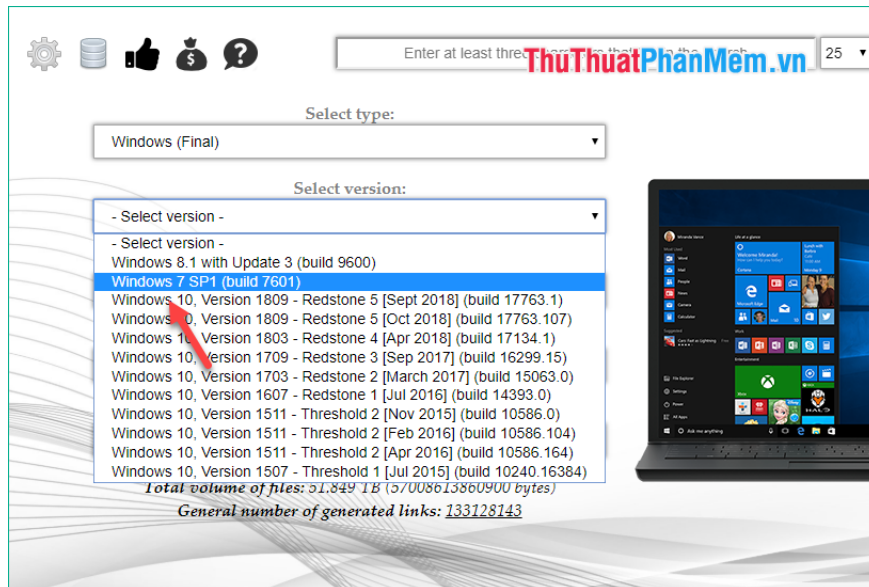 Enter at least three
ThuThuatPhanMem.vn
25
Select type:
Windows (Final)
Select version:
- Select version -
- Select version -
Windows 8.1 with Update 3 (build 9600)
Windows 7 SP1 (build 7601)
Windows 10, Version 1809 - Redstone 5 [Sept 2018] (build 17763.1)
Windows 10, Version 1809 - Redstone 5 [Oct 2018] (build 17763.107)
Windows 10, Version 1803 - Redstone 4 [Apr 2018] (build 17134.1)
Windows 10, Version 1709 - Redstone 3 [Sep 2017] (build 16299.15)
Windows 10, Version 1703 - Redstone 2 [March 2017] (build 15063.0)
Windows 10, Version 1607 - Redstone 1 [Jul 2016] (build 14393.0)
Windows 10, Version 1511 - Threshold 2 [Nov 2015] (build 10586.0)
Windows 10, Version 1511 - Threshold 2 [Feb 2016] (build 10586.104)
Windows 10, Version 1511 - Threshold 2 [Apr 2016] (build 10586.164)
Windows 10, Version 1507 - Threshold 1 [Jul 2015] (build 10240.16384)
Total volume of files: 51.849 TB (57008613860900 bytes)
General number of generated links: 133128143